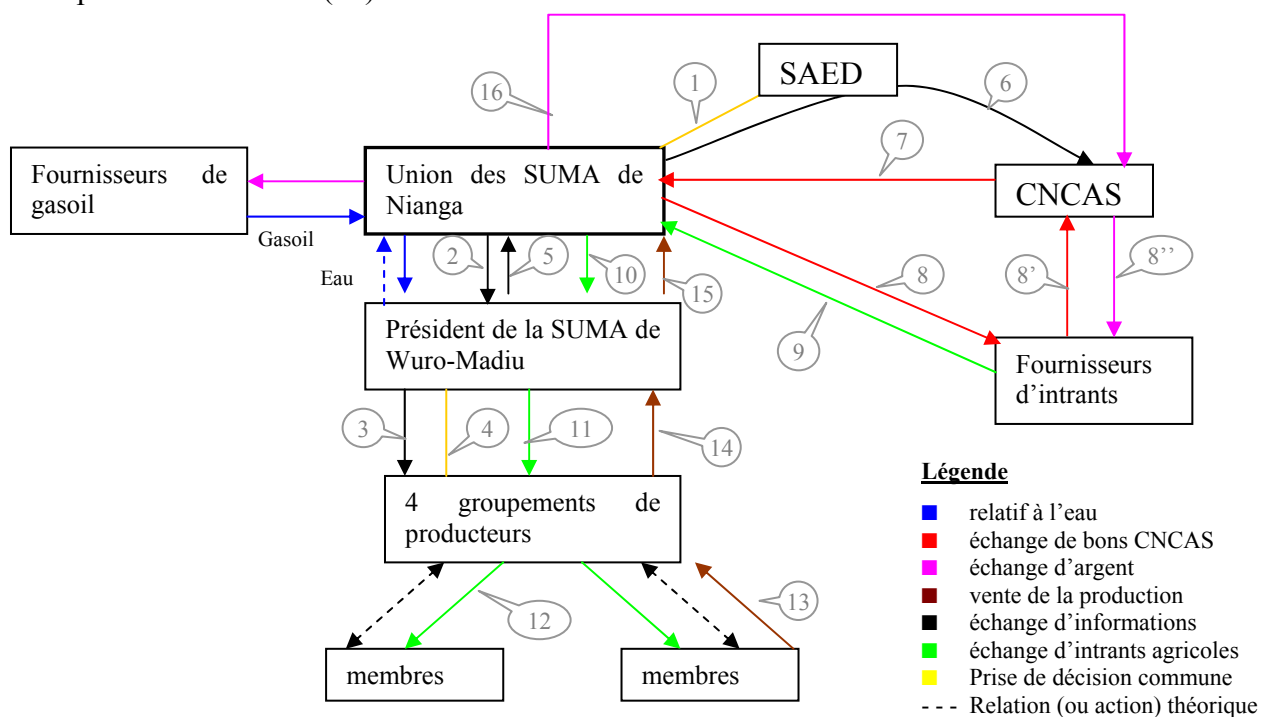 SAED
1
6
16
7
Fournisseurs de
gasoil
Union des SUMA de
Nianga
CNCAS
Gasoil
Eau
2
5
10
15
8
8'
8''
9
Président de la SUMA de
Wuro-Madiu
Fournisseurs
d'intrants
3
4
11
14
4 groupements de
producteurs
12
13
membres
membres
Légende
relatif à l'eau
échange de bons CNCAS
échange d'argent
vente de la production
échange d'informations
échange d'intrants agricoles
Prise de décision commune
Relation (ou action) théorique